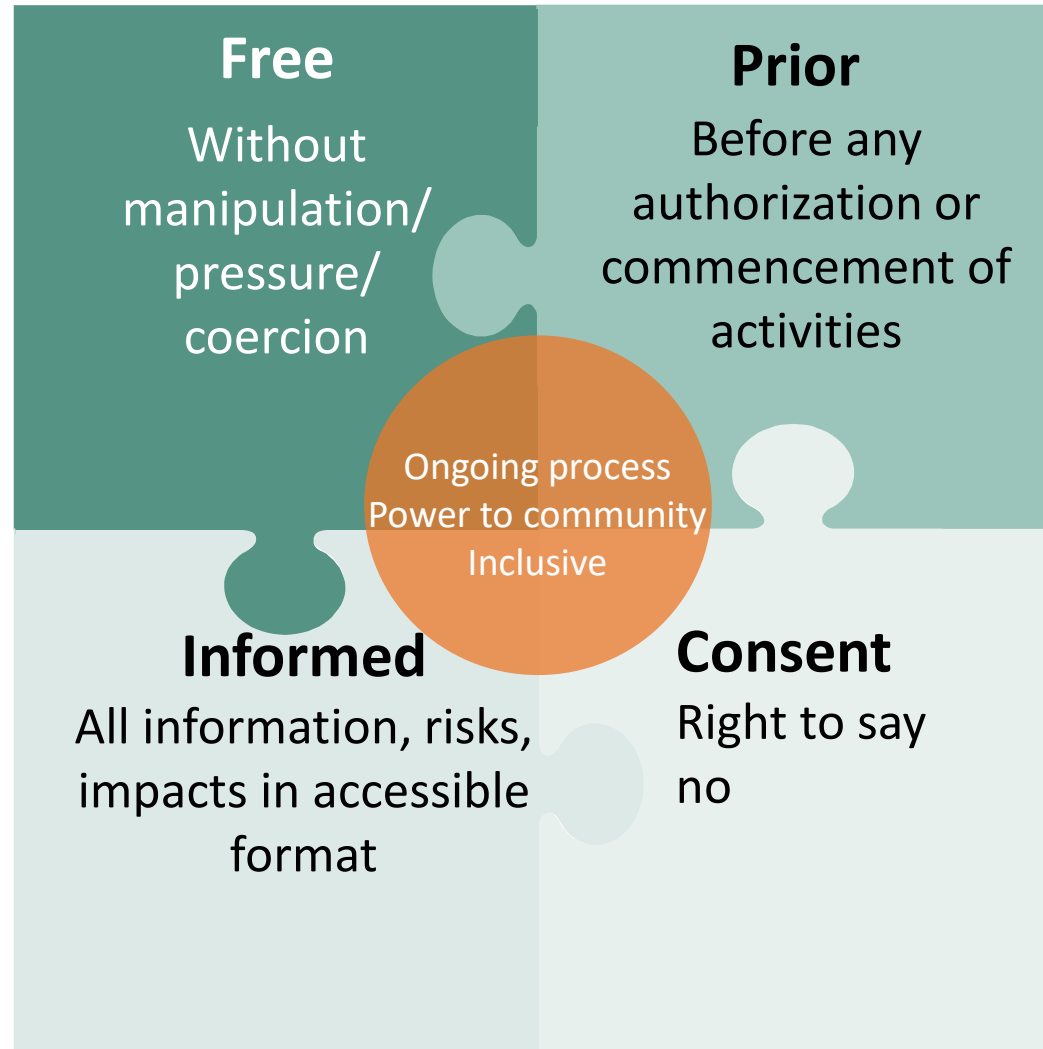 Free
Without
manipulation/
pressure/
coercion
Prior
Before any
authorization or
commencement of
activities
Ongoing process
Power to community
Inclusive
Informed
All information, risks,
impacts in accessible
format
Consent
Right to say
no